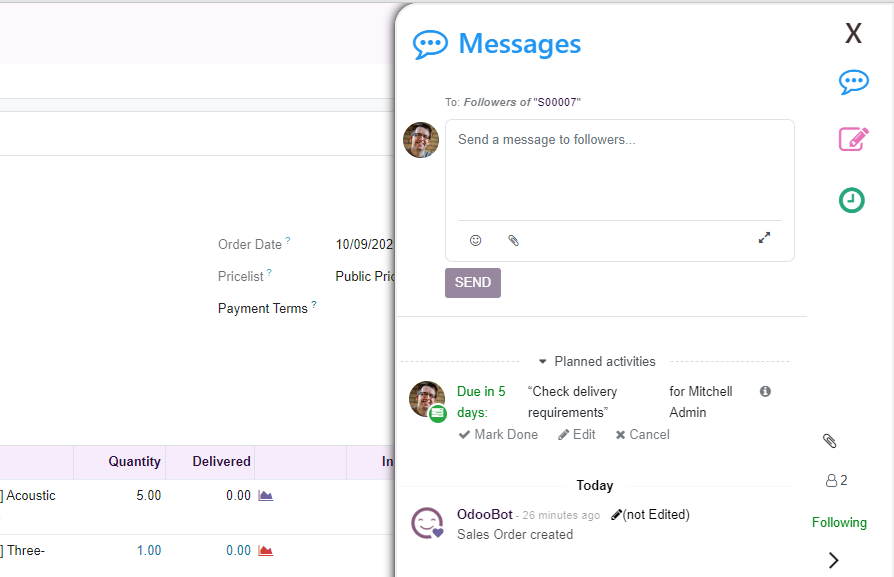 Messages
X
To: Followers of "S00007"
Send a message to followers...
SEND
Order Date ?
10/09/202
Pricelist ?
Public Pric
Payment Terms ?
Planned activities
Due in 5 days:
“Check delivery requirements”
for Mitchell Admin
Mark Done
Edit
Cancel
Today
OdooBot - 26 minutes ago (not Edited)
Sales Order created
2
Following
Quantity
Delivered
In
] Acoustic
5.00
0.00
] Three-
1.00
0.00